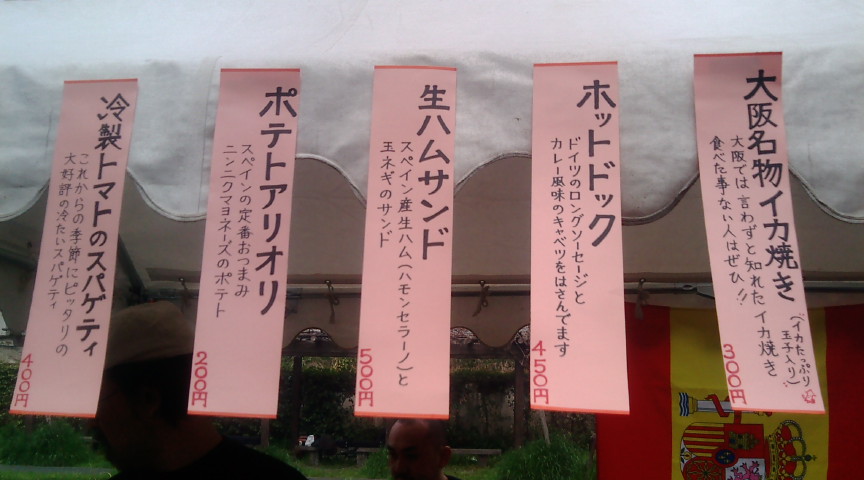 大阪名物イカ焼き
大阪では言わずと知れたイカ焼き
食べた事ない人はぜひ!!
(イカたっぷり
玉子入り)
300円
ホットドック
ドイツのロングソーセージと
カレー風味のキャベツをはさんでます
450円
生ハムサンド
スペイン産生ハム(ハモンセラーノ)と
玉ネギのサンド
500円
ポテトアリオリ
スペインの定番おつまみ
ニンニクマヨネーズのポテト
200円
冷製トマトのスパゲティ
これからの季節にピッタリの
大好評の冷たいスパゲティ
400円